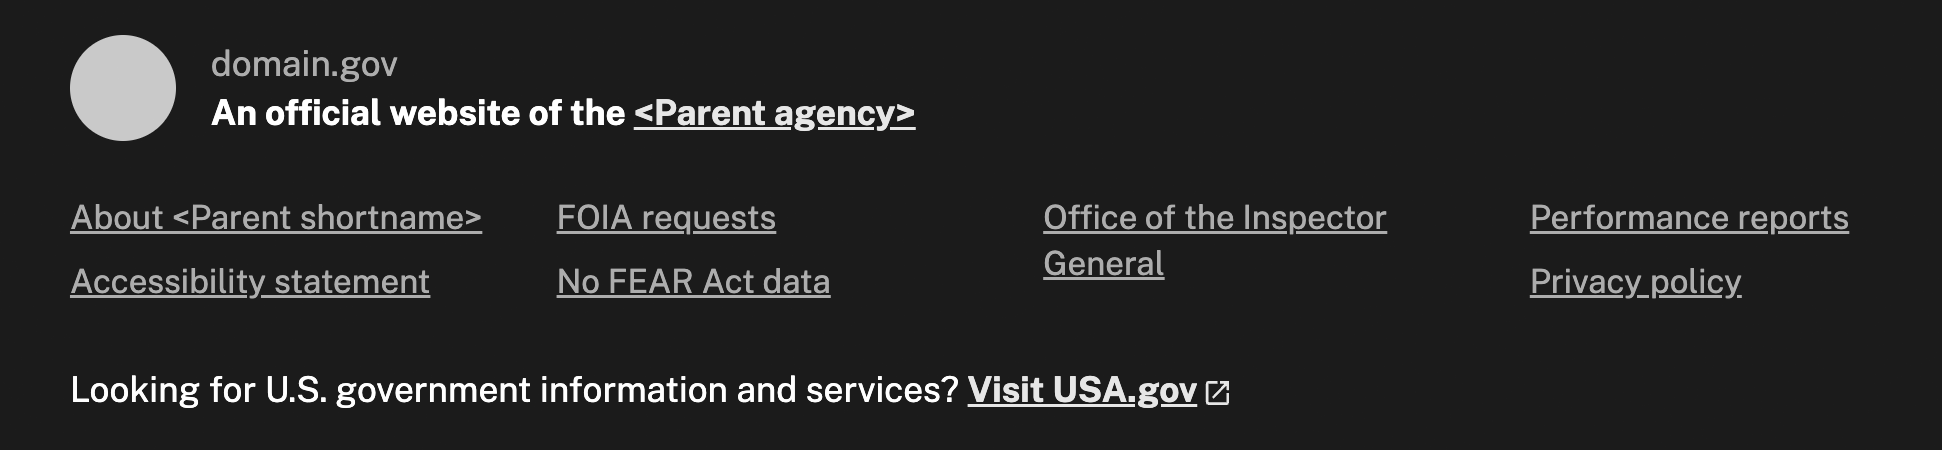 domain.gov
An official website of the <Parent agency>
About <Parent shortname>
Accessibility statement
FOIA requests
No FEAR Act data
Office of the Inspector
General
Performance reports
Privacy policy
Looking for U.S. government information and services? Visit USA.gov